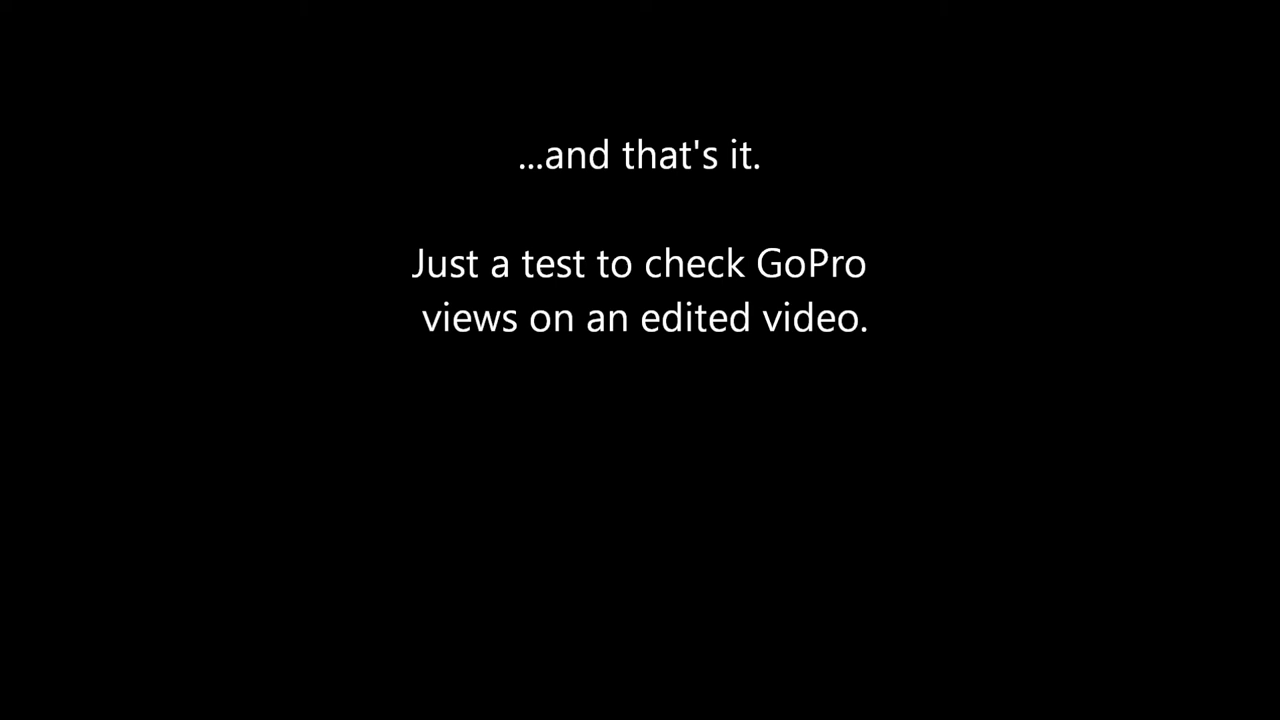 ...and that's it.
Just a test to check GoPro
views on an edited video.